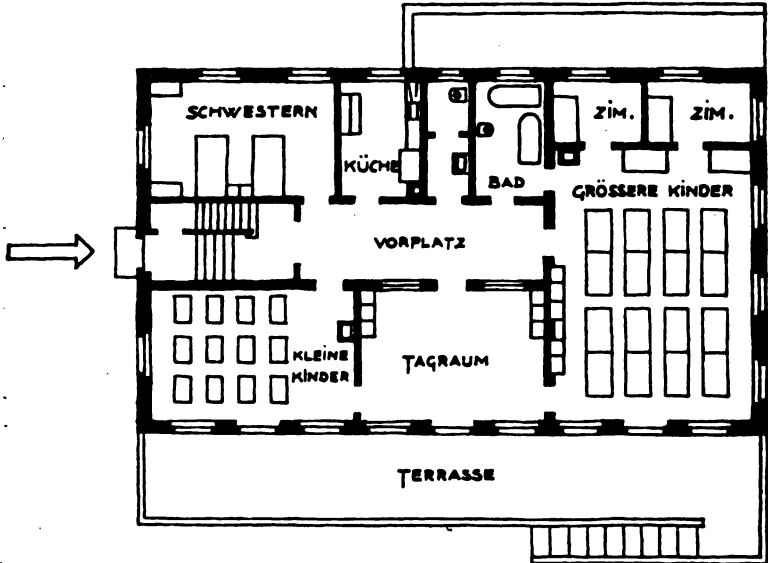 SCHWESTERN
ZIM.
ZIM.
KÜCHE
BAD
GRÖSSERE KINDER
VORPLATZ
KLEINE
KINDER
TAGRAUM
TERRASSE